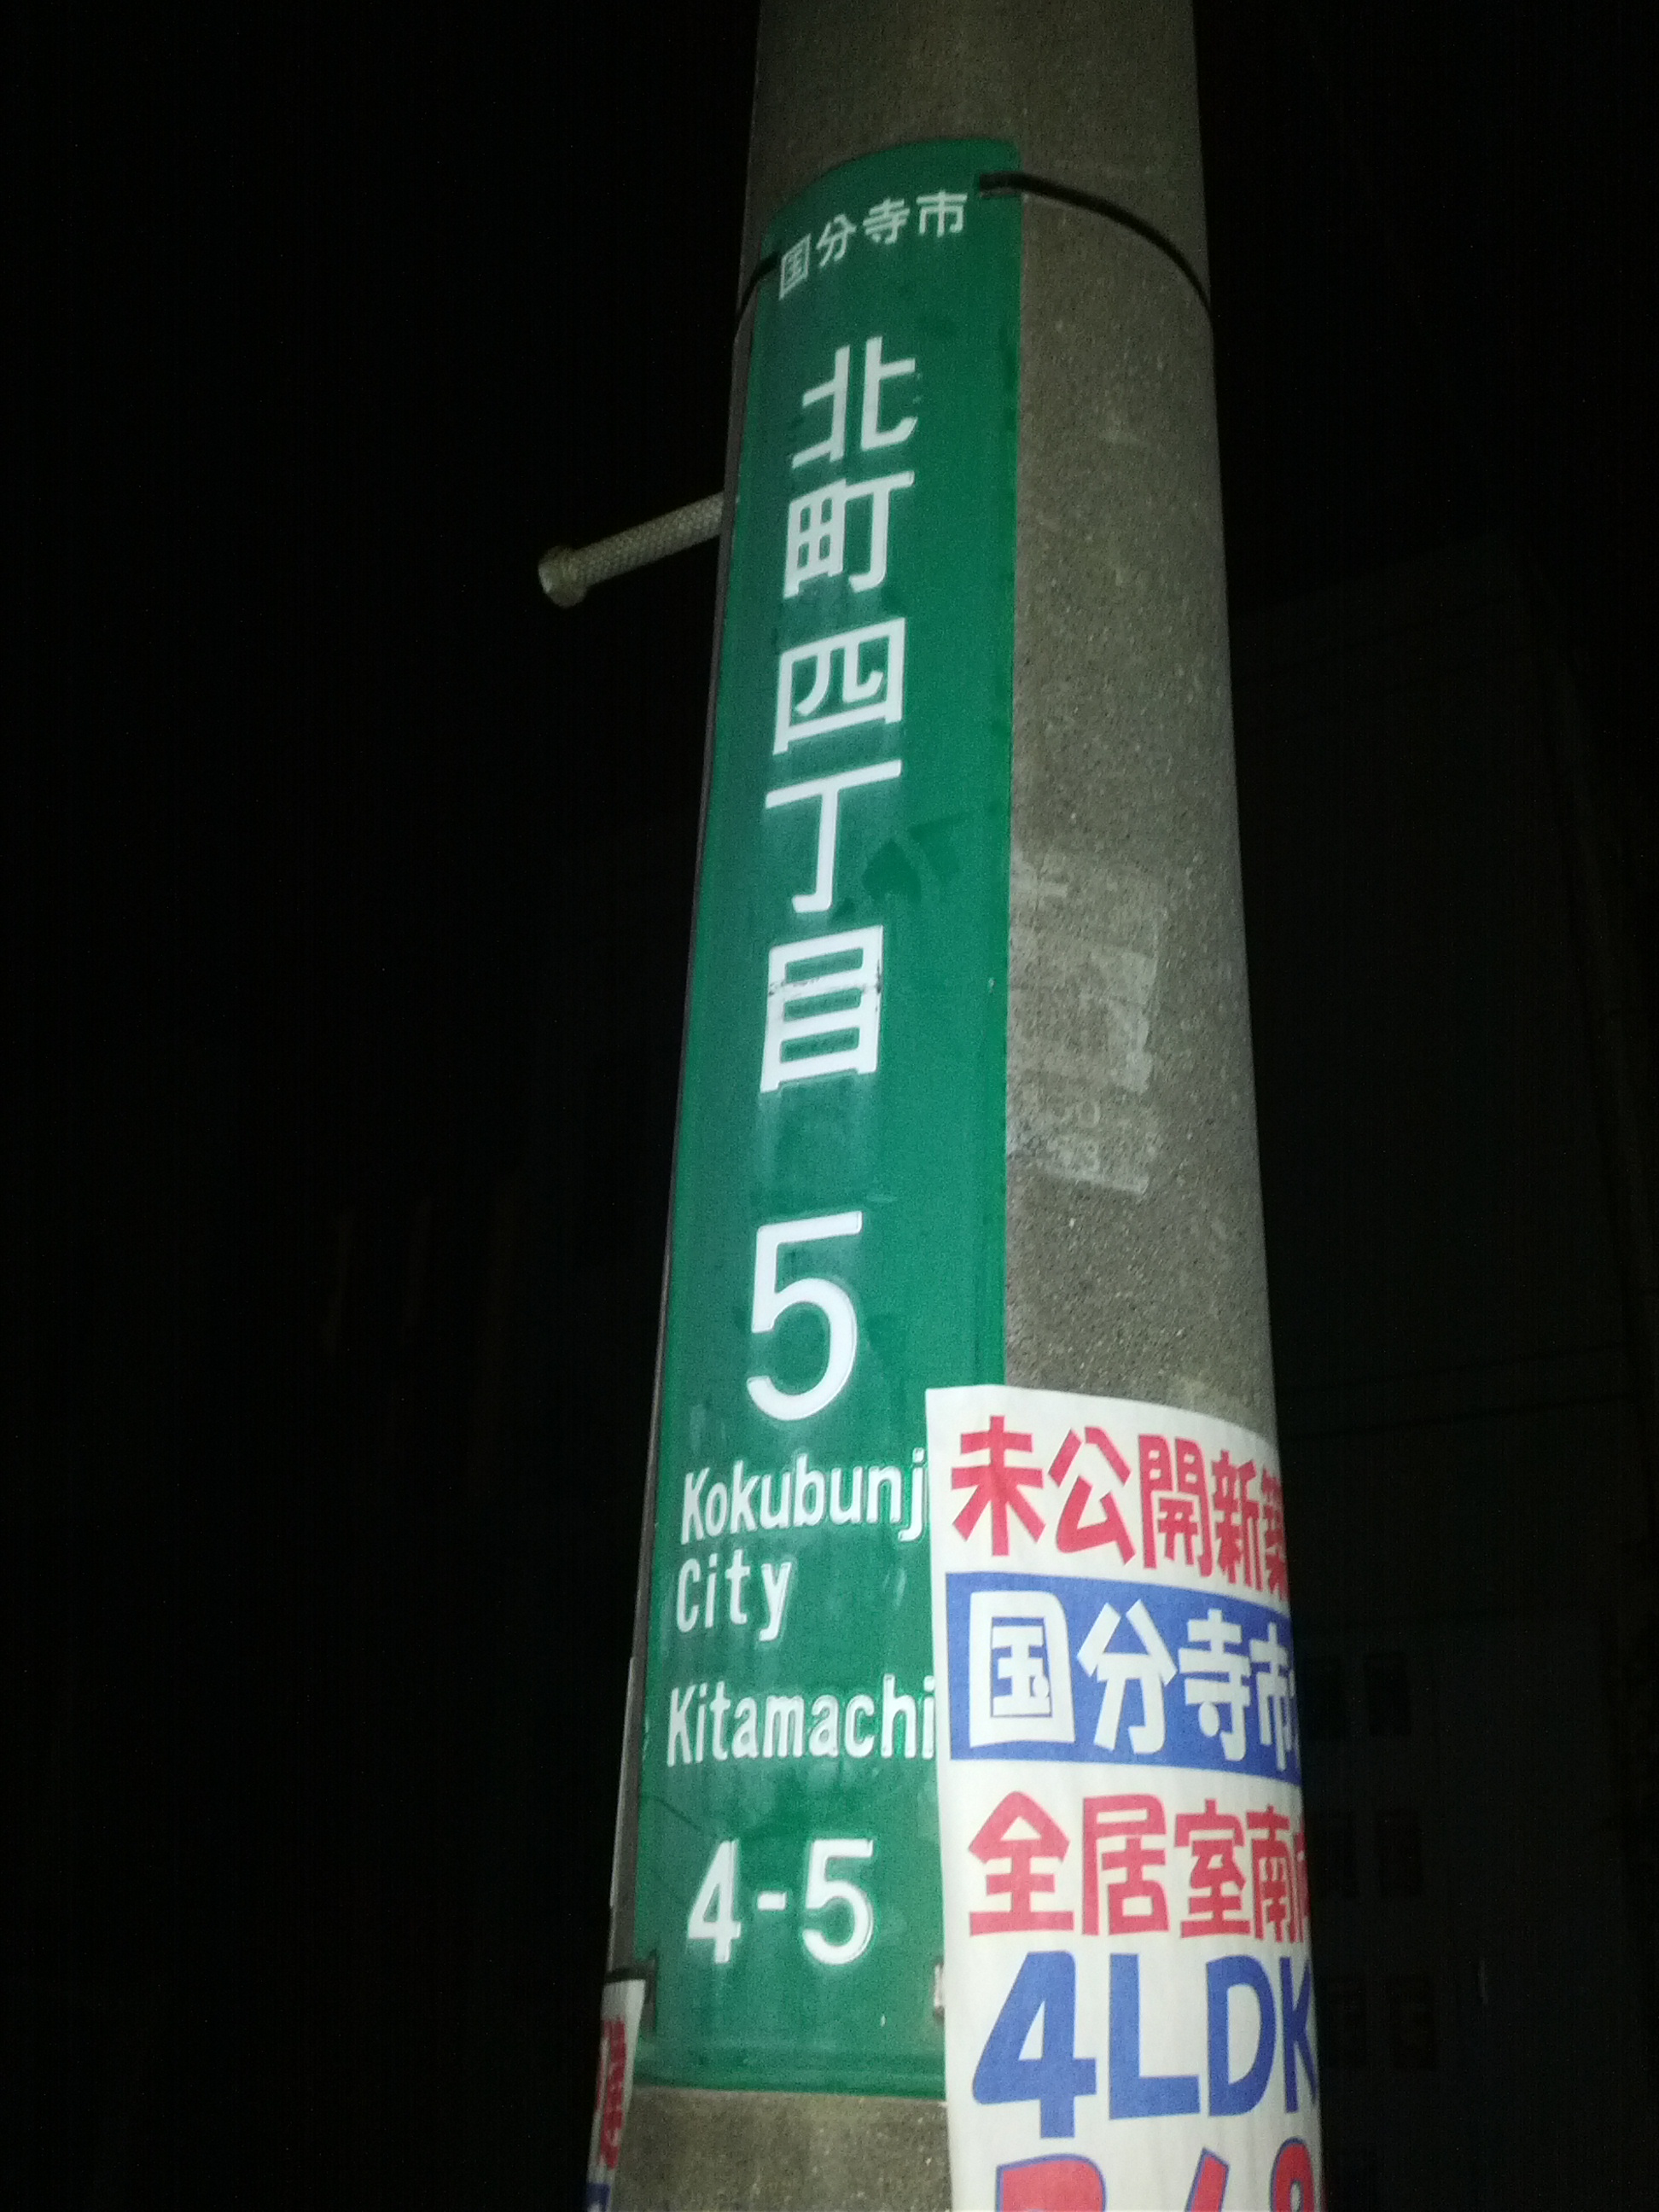 国分寺市
北町四丁目
5
Kokubunj
City
Kitamachi
4-5
未公開新築
国分寺市
全居室南
4LDK